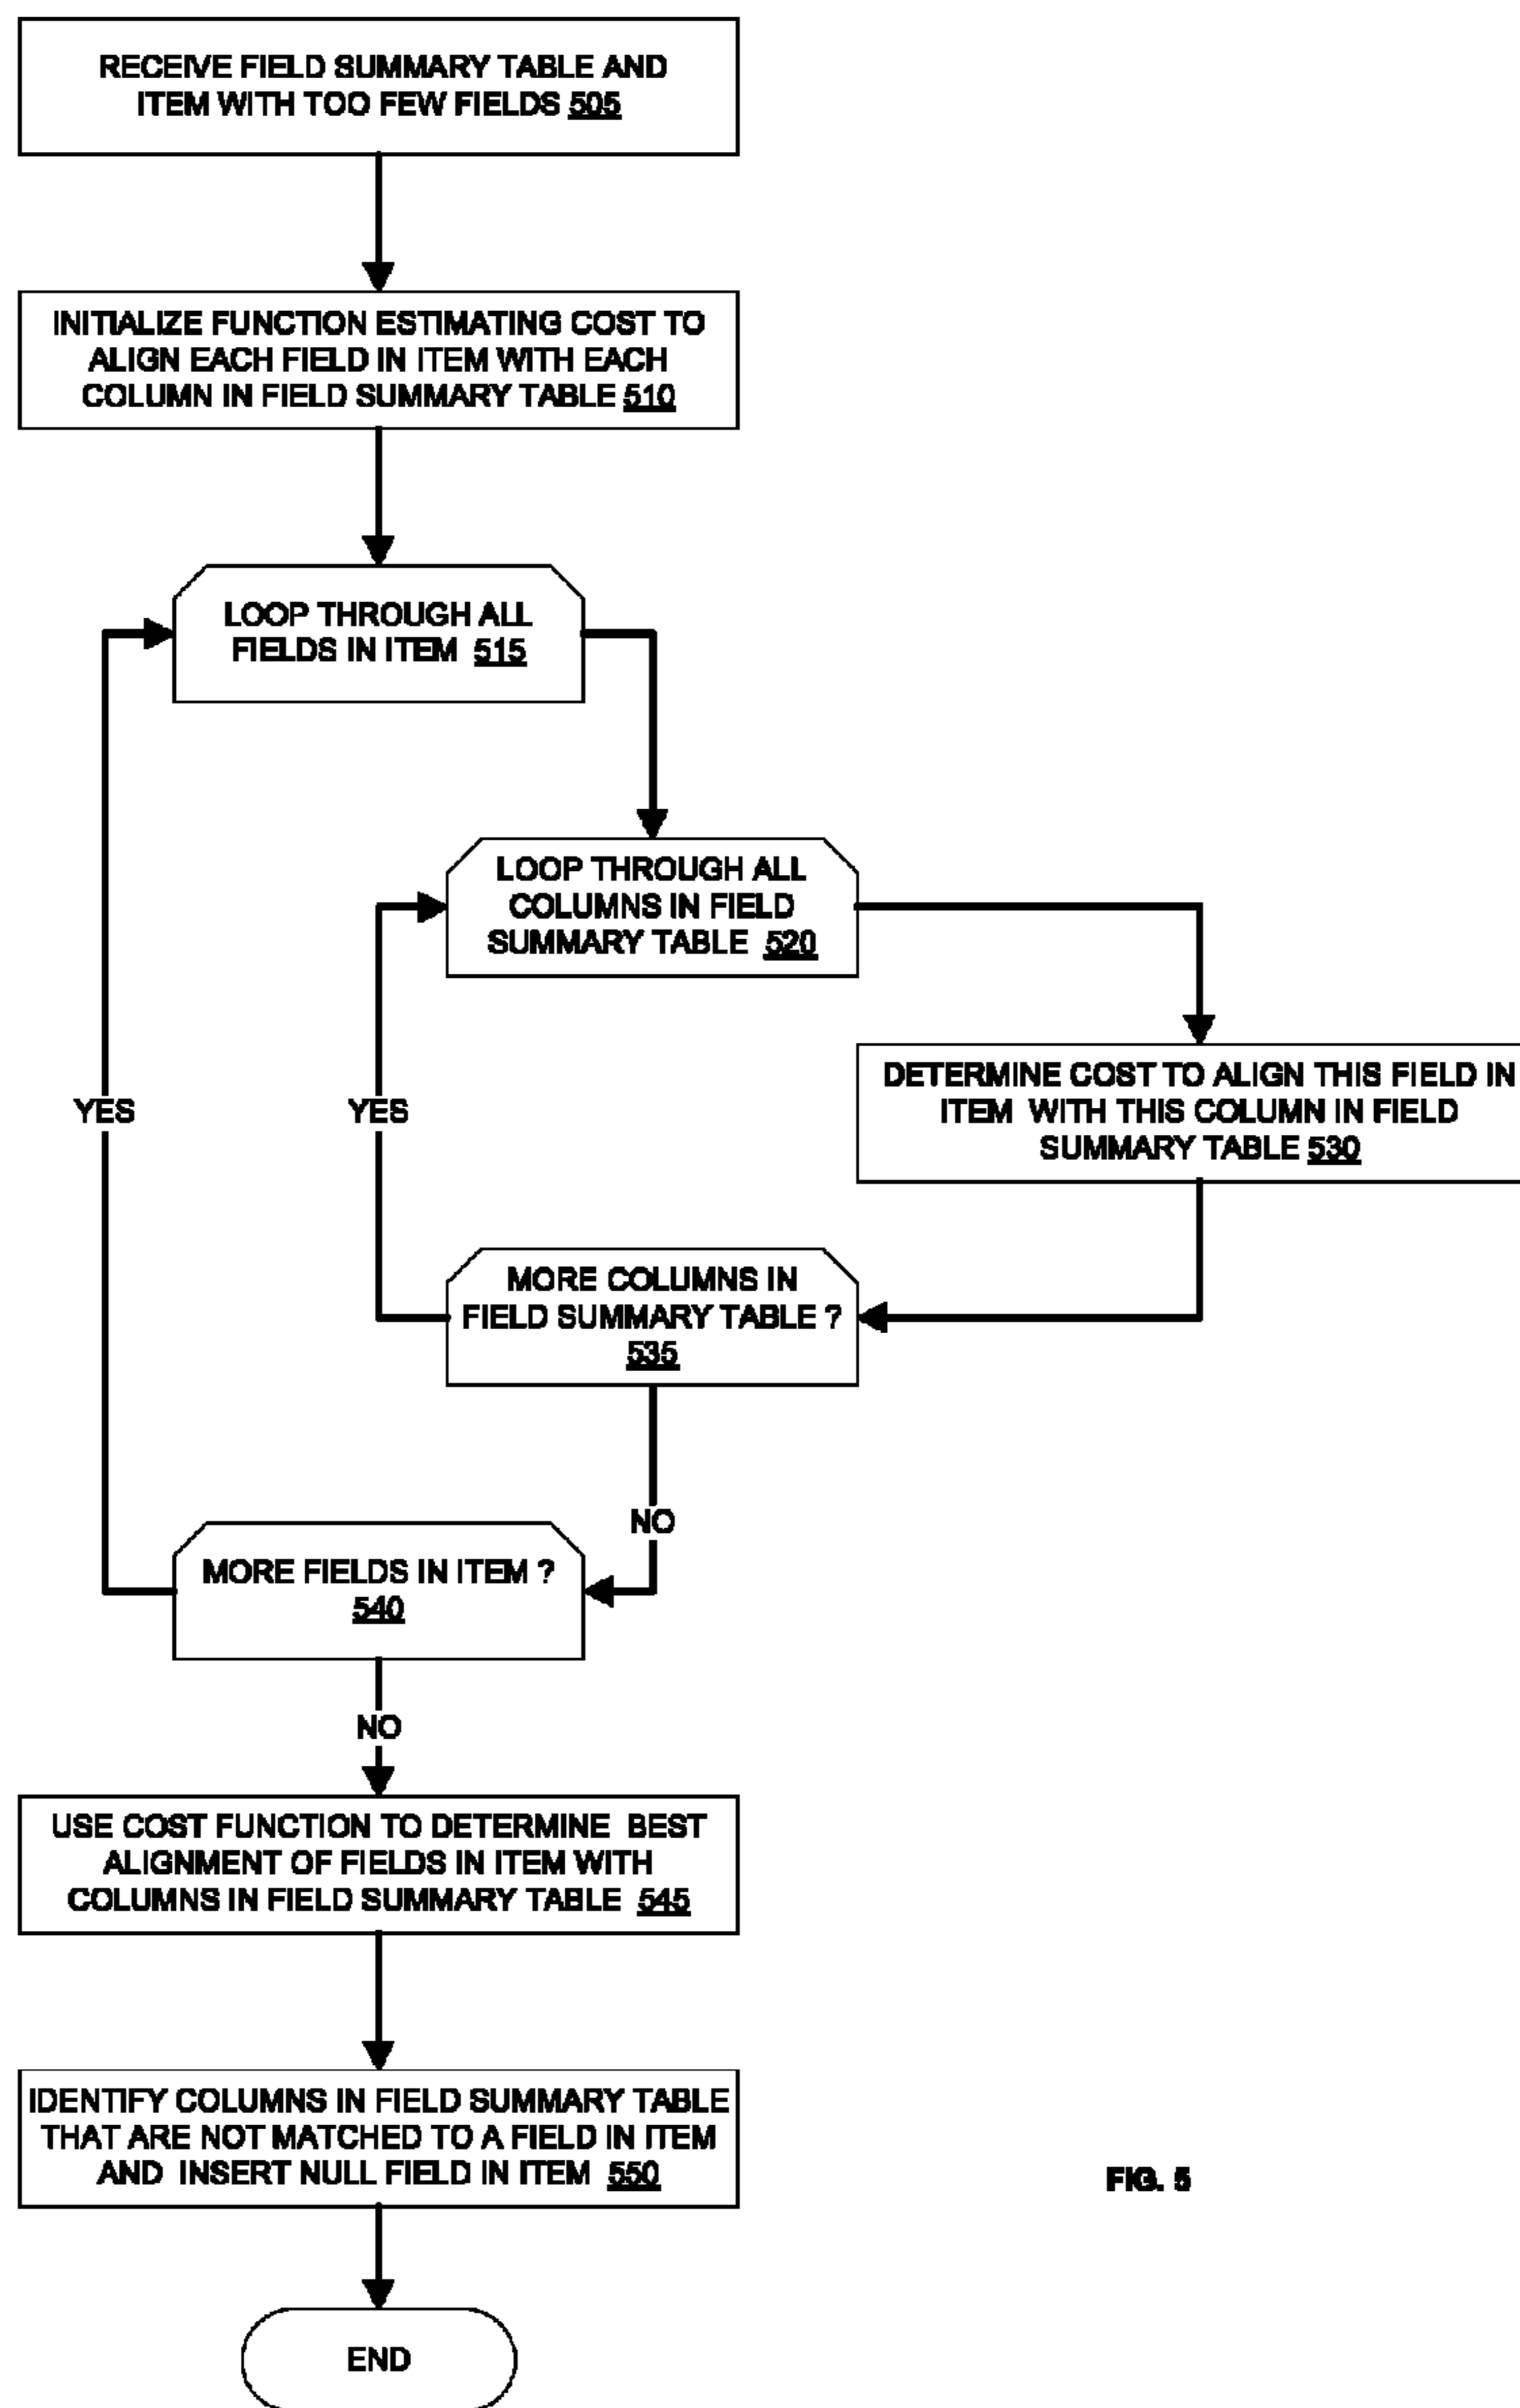 RECEIVE FIELD SUMMARY TABLE AND
ITEM WITH TOO FEW FIELDS 505
INITIALIZE FUNCTION ESTIMATING COST TO
ALIGN EACH FIELD IN ITEM WITH EACH
COLUMN IN FIELD SUMMARY TABLE 510
LOOP THROUGH ALL
FIELDS IN ITEM 515
LOOP THROUGH ALL
COLUMNS IN FIELD
SUMMARY TABLE 520
DETERMINE COST TO ALIGN THIS FIELD IN
ITEM WITH THIS COLUMN IN FIELD
SUMMARY TABLE 530
YES
YES
MORE COLUMNS IN
FIELD SUMMARY TABLE ?
535
NO
MORE FIELDS IN ITEM ?
540
NO
USE COST FUNCTION TO DETERMINE BEST
ALIGNMENT OF FIELDS IN ITEM WITH
COLUMNS IN FIELD SUMMARY TABLE 545
IDENTIFY COLUMNS IN FIELD SUMMARY TABLE
THAT ARE NOT MATCHED TO A FIELD IN ITEM
AND INSERT NULL FIELD IN ITEM 550
FIG. 5
END